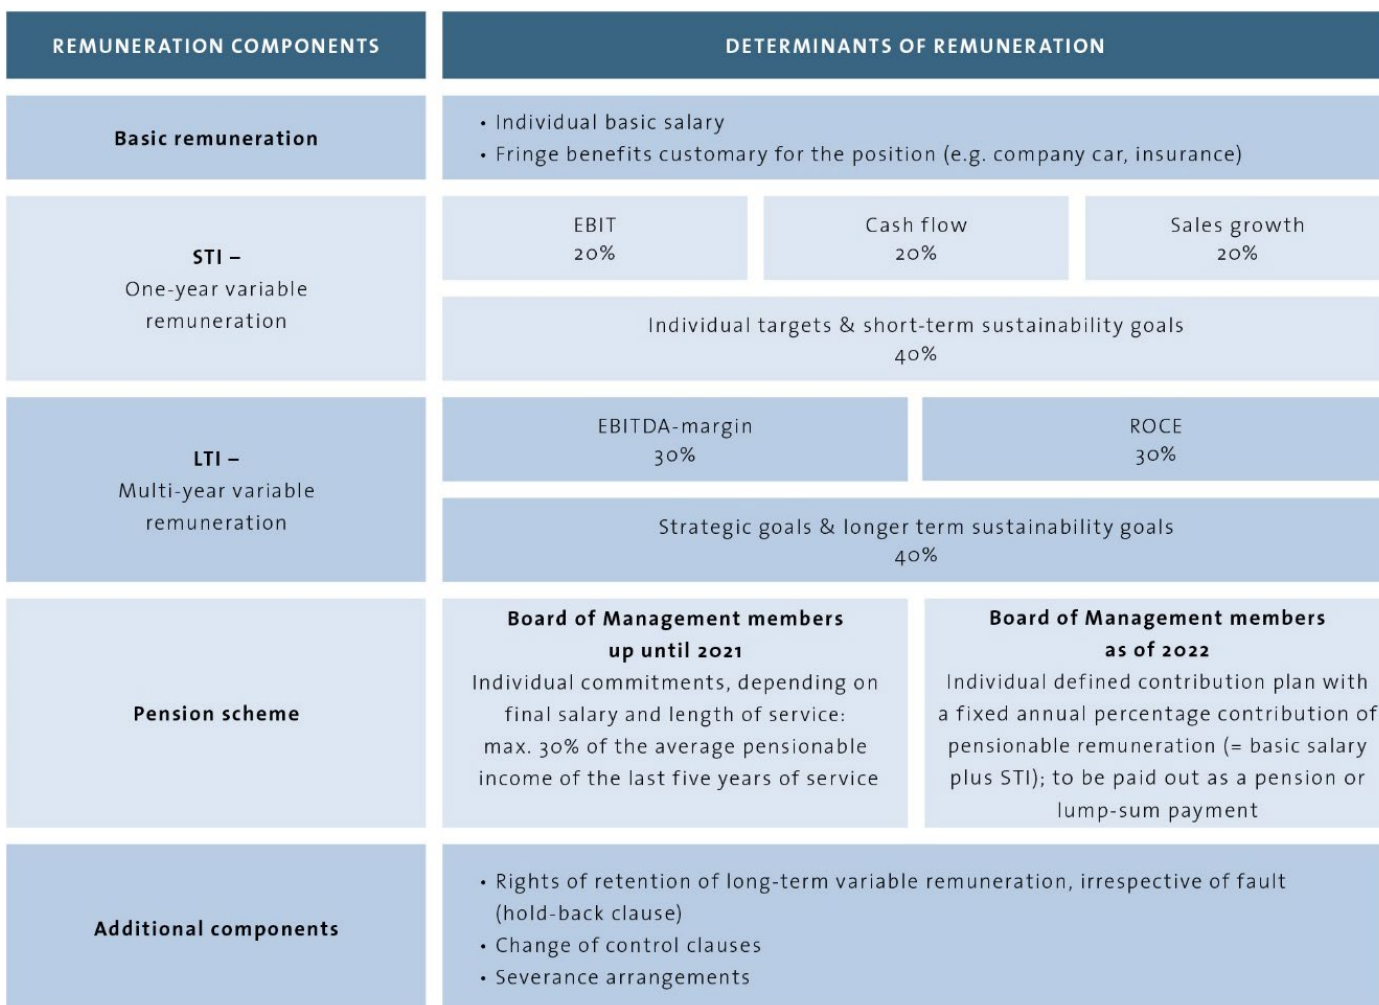 REMUNERATION COMPONENTS
DETERMINANTS OF REMUNERATION
Basic remuneration
• Individual basic salary
• Fringe benefits customary for the position (e.g. company car, insurance)
STI –
One-year variable
remuneration
EBIT
20%
Cash flow
20%
Sales growth
20%
Individual targets & short-term sustainability goals
40%
LTI –
Multi-year variable
remuneration
EBITDA-margin
30%
ROCE
30%
Strategic goals & longer term sustainability goals
40%
Pension scheme
Board of Management members
up until 2021
Individual commitments, depending on
final salary and length of service:
max. 30% of the average pensionable
income of the last five years of service
Board of Management members
as of 2022
Individual defined contribution plan with
a fixed annual percentage contribution of
pensionable remuneration (= basic salary
plus STI); to be paid out as a pension or
lump-sum payment
Additional components
• Rights of retention of long-term variable remuneration, irrespective of fault
(hold-back clause)
• Change of control clauses
• Severance arrangements